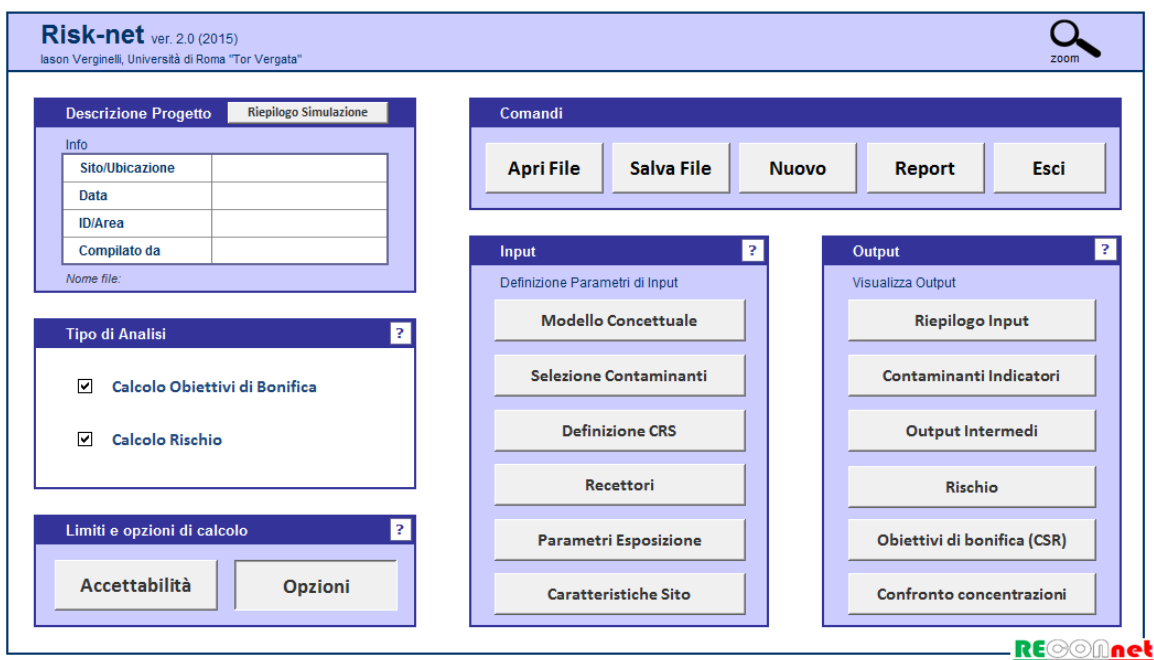 Risk-net ver. 2.0 (2015)
Iason Verginelli, Università di Roma "Tor Vergata"
zoom
Descrizione Progetto
Riepilogo Simulazione
Info
Sito/Ubicazione
Data
ID/Area
Compilato da
Nome file:
Comandi
Apri File
Salva File
Nuovo
Report
Esci
Tipo di Analisi
?
Calcolo Obiettivi di Bonifica
Calcolo Rischio
Limiti e opzioni di calcolo
?
Accettabilità
Opzioni
Input
?
Definizione Parametri di Input
Modello Concettuale
Selezione Contaminanti
Definizione CRS
Recettori
Parametri Esposizione
Caratteristiche Sito
Output
?
Visualizza Output
Riepilogo Input
Contaminanti Indicatori
Output Intermedi
Rischio
Obiettivi di bonifica (CSR)
Confronto concentrazioni
RECONnet